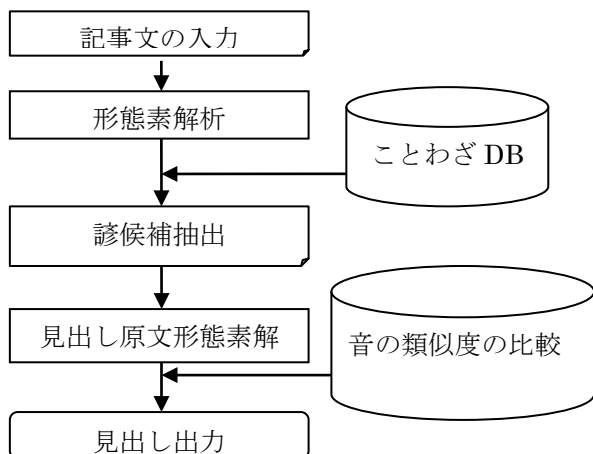 記事文の入力
形態素解析
ことわざ DB
諺候補抽出
見出し原文形態素解
音の類似度の比較
見出し出力